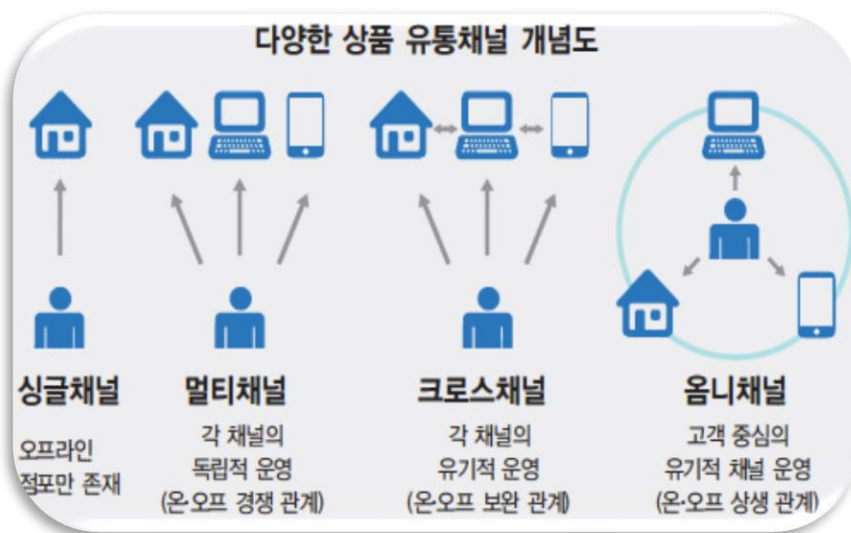 다양한 상품 유통채널 개념도
싱글채널
오프라인
점포만 존재
멀티채널
각 채널의
독립적 운영
(온·오프 경쟁 관계)
크로스채널
각 채널의
유기적 운영
(온·오프 보완 관계)
옴니채널
고객 중심의
유기적 채널 운영
(온·오프 상생 관계)